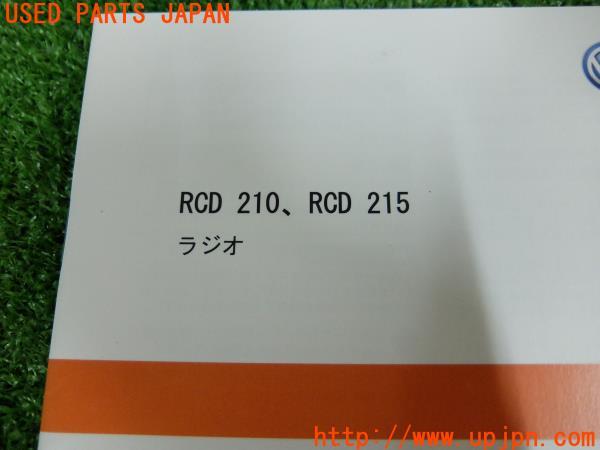 USED PARTS JAPAN
RCD 210、RCD 215
ラジオ
http://www.upjpn.com/